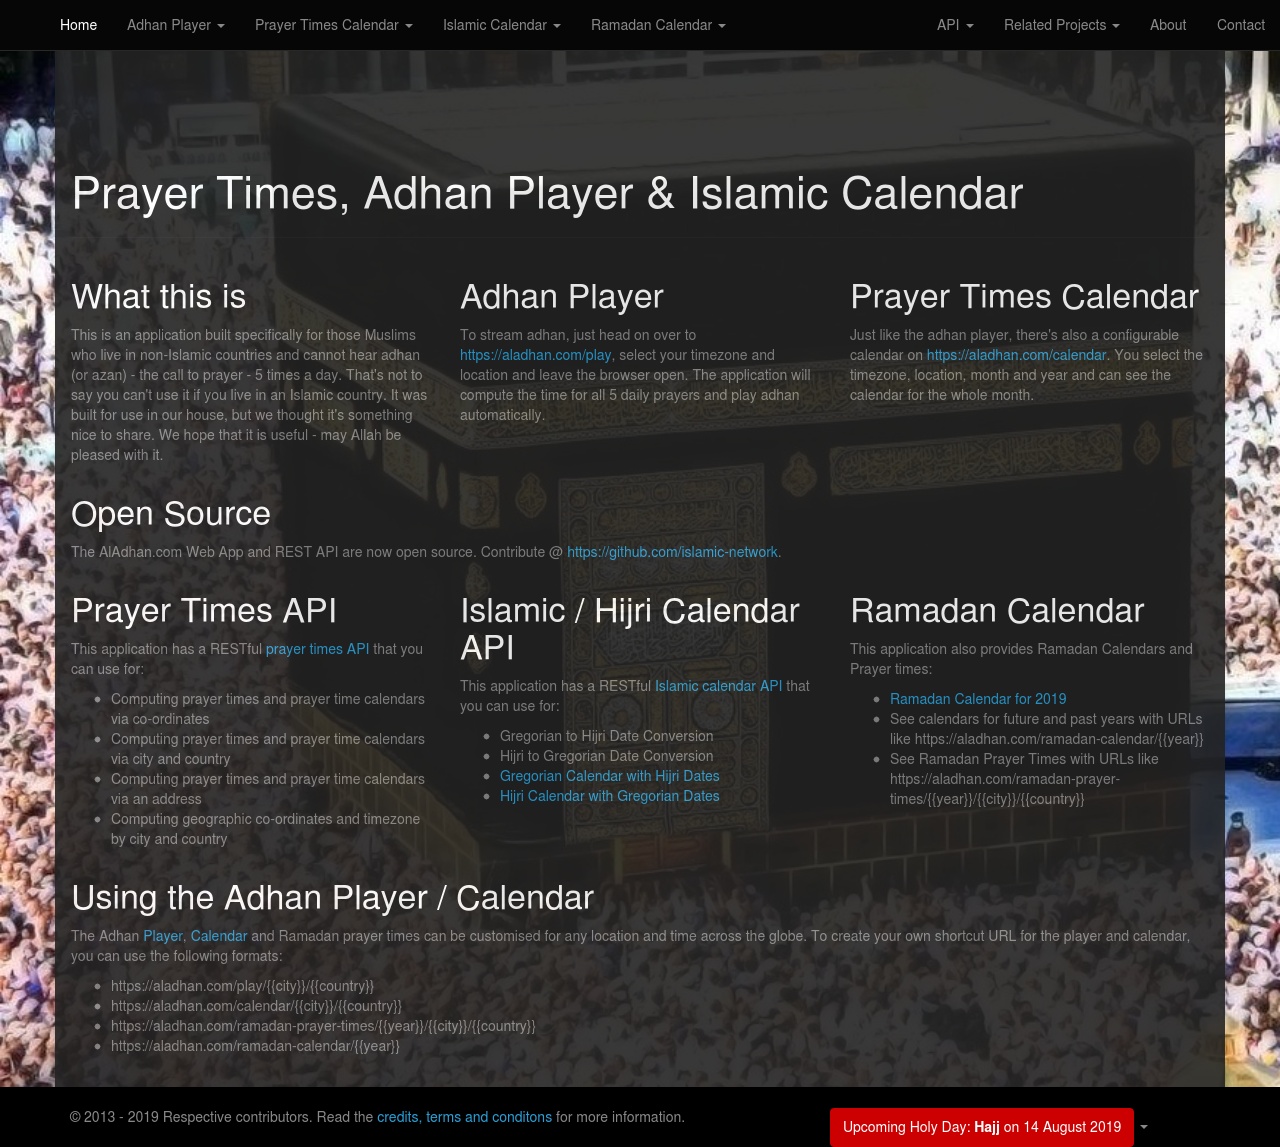 Home Adhan Player Prayer Times Calendar Islamic Calendar Ramadan Calendar API Related Projects About Contact
Prayer Times, Adhan Player & Islamic Calendar
What this is
This is an application built specifically for those Muslims
who live in non-Islamic countries and cannot hear adhan
(or azan) - the call to prayer - 5 times a day. That's not to
say you can't use it if you live in an Islamic country. It was
built for use in our house, but we thought it's something
nice to share. We hope that it is useful - may Allah be
pleased with it.
Adhan Player
To stream adhan, just head on over to
https://aladhan.com/play, select your timezone and
location and leave the browser open. The application will
compute the time for all 5 daily prayers and play adhan
automatically.
Prayer Times Calendar
Just like the adhan player, there's also a configurable
calendar on https://aladhan.com/calendar. You select the
timezone, location, month and year and can see the
calendar for the whole month.
Open Source
The AlAdhan.com Web App and REST API are now open source. Contribute @ https://github.com/islamic-network.
Prayer Times API
This application has a RESTful prayer times API that you
can use for:
Computing prayer times and prayer time calendars
via co-ordinates
Computing prayer times and prayer time calendars
via city and country
Computing prayer times and prayer time calendars
via an address
Computing geographic co-ordinates and timezone
by city and country
Islamic / Hijri Calendar
API
This application has a RESTful Islamic calendar API that
you can use for:
Gregorian to Hijri Date Conversion
Hijri to Gregorian Date Conversion
Gregorian Calendar with Hijri Dates
Hijri Calendar with Gregorian Dates
Ramadan Calendar
This application also provides Ramadan Calendars and
Prayer times:
Ramadan Calendar for 2019
See calendars for future and past years with URLs
like https://aladhan.com/ramadan-calendar/{{year}}
See Ramadan Prayer Times with URLs like
https://aladhan.com/ramadan-prayer-
times/{{year}}/{{city}}/{{country}}
Using the Adhan Player / Calendar
The Adhan Player, Calendar and Ramadan prayer times can be customised for any location and time across the globe. To create your own shortcut URL for the player and calendar,
you can use the following formats:
https://aladhan.com/play/{{city}}/{{country}}
https://aladhan.com/calendar/{{city}}/{{country}}
https://aladhan.com/ramadan-prayer-times/{{year}}/{{city}}/{{country}}
https://aladhan.com/ramadan-calendar/{{year}}
© 2013 - 2019 Respective contributors. Read the credits, terms and conditons for more information.
Upcoming Holy Day: Hajj on 14 August 2019